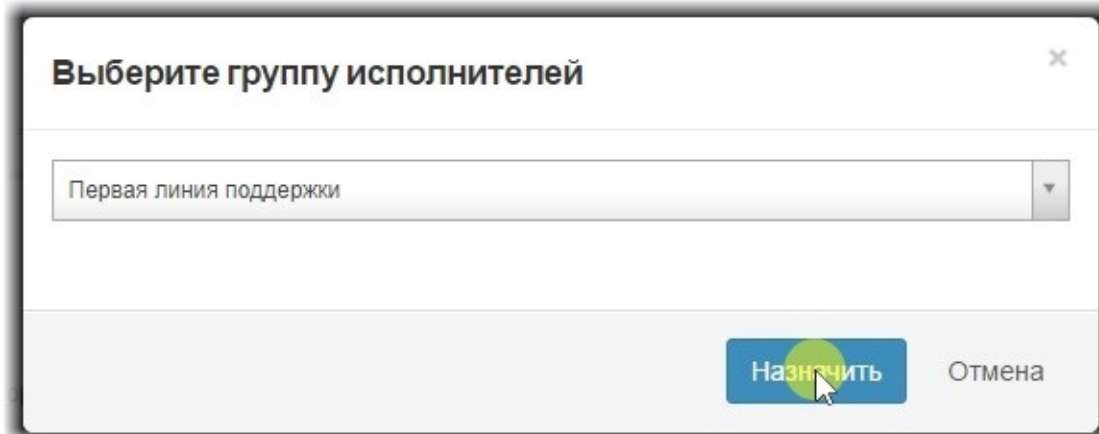 Выберите группу исполнителей
Первая линия поддержки
Назначить
Отмена